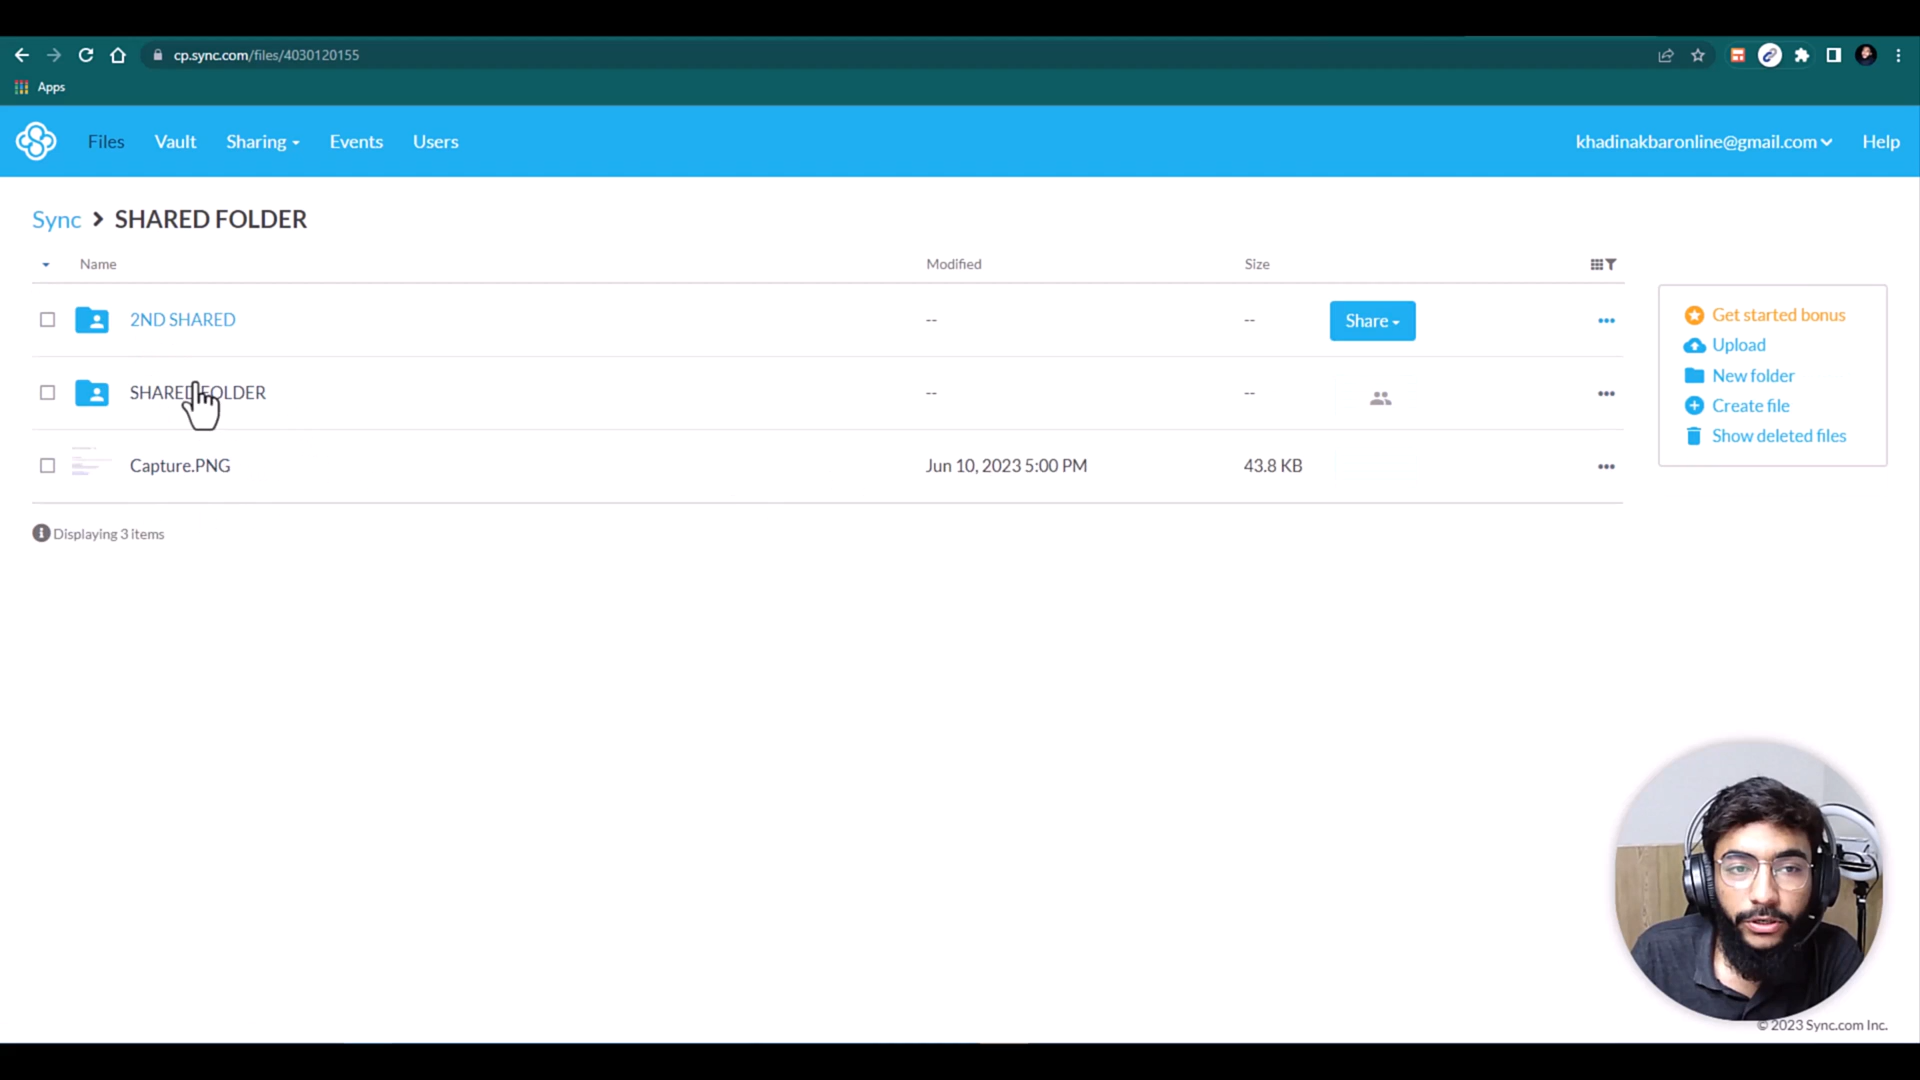 cp.sync.com/files/4030120155
Apps
Files Vault Sharing Events Users khadinakbaronline@gmail.com Help
Sync > SHARED FOLDER
Name Modified Size
2ND SHARED -- -- Share
SHARED FOLDER -- --
Capture.PNG Jun 10, 2023 5:00 PM 43.8 KB
Displaying 3 items
Get started bonus
Upload
New folder
Create file
Show deleted files
© 2023 Sync.com Inc.